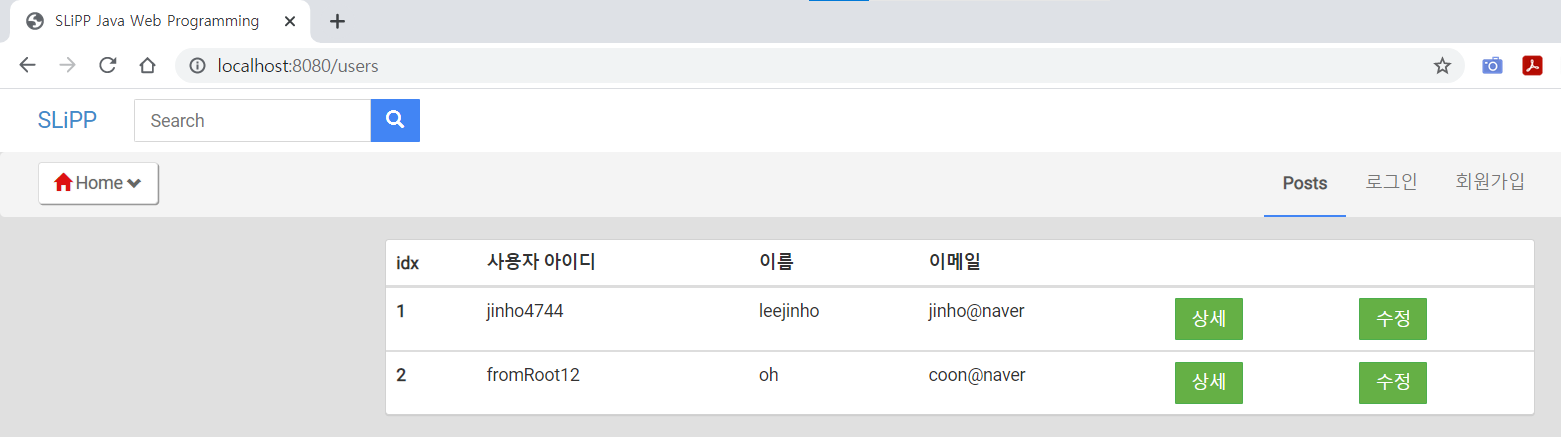 SLiPP Java Web Programming
localhost:8080/users
SLiPP Search
Home Posts 로그인 회원가입
idx 사용자 아이디 이름 이메일
1 jinho4744 leejinho jinho@naver 상세 수정
2 fromRoot12 oh coon@naver 상세 수정